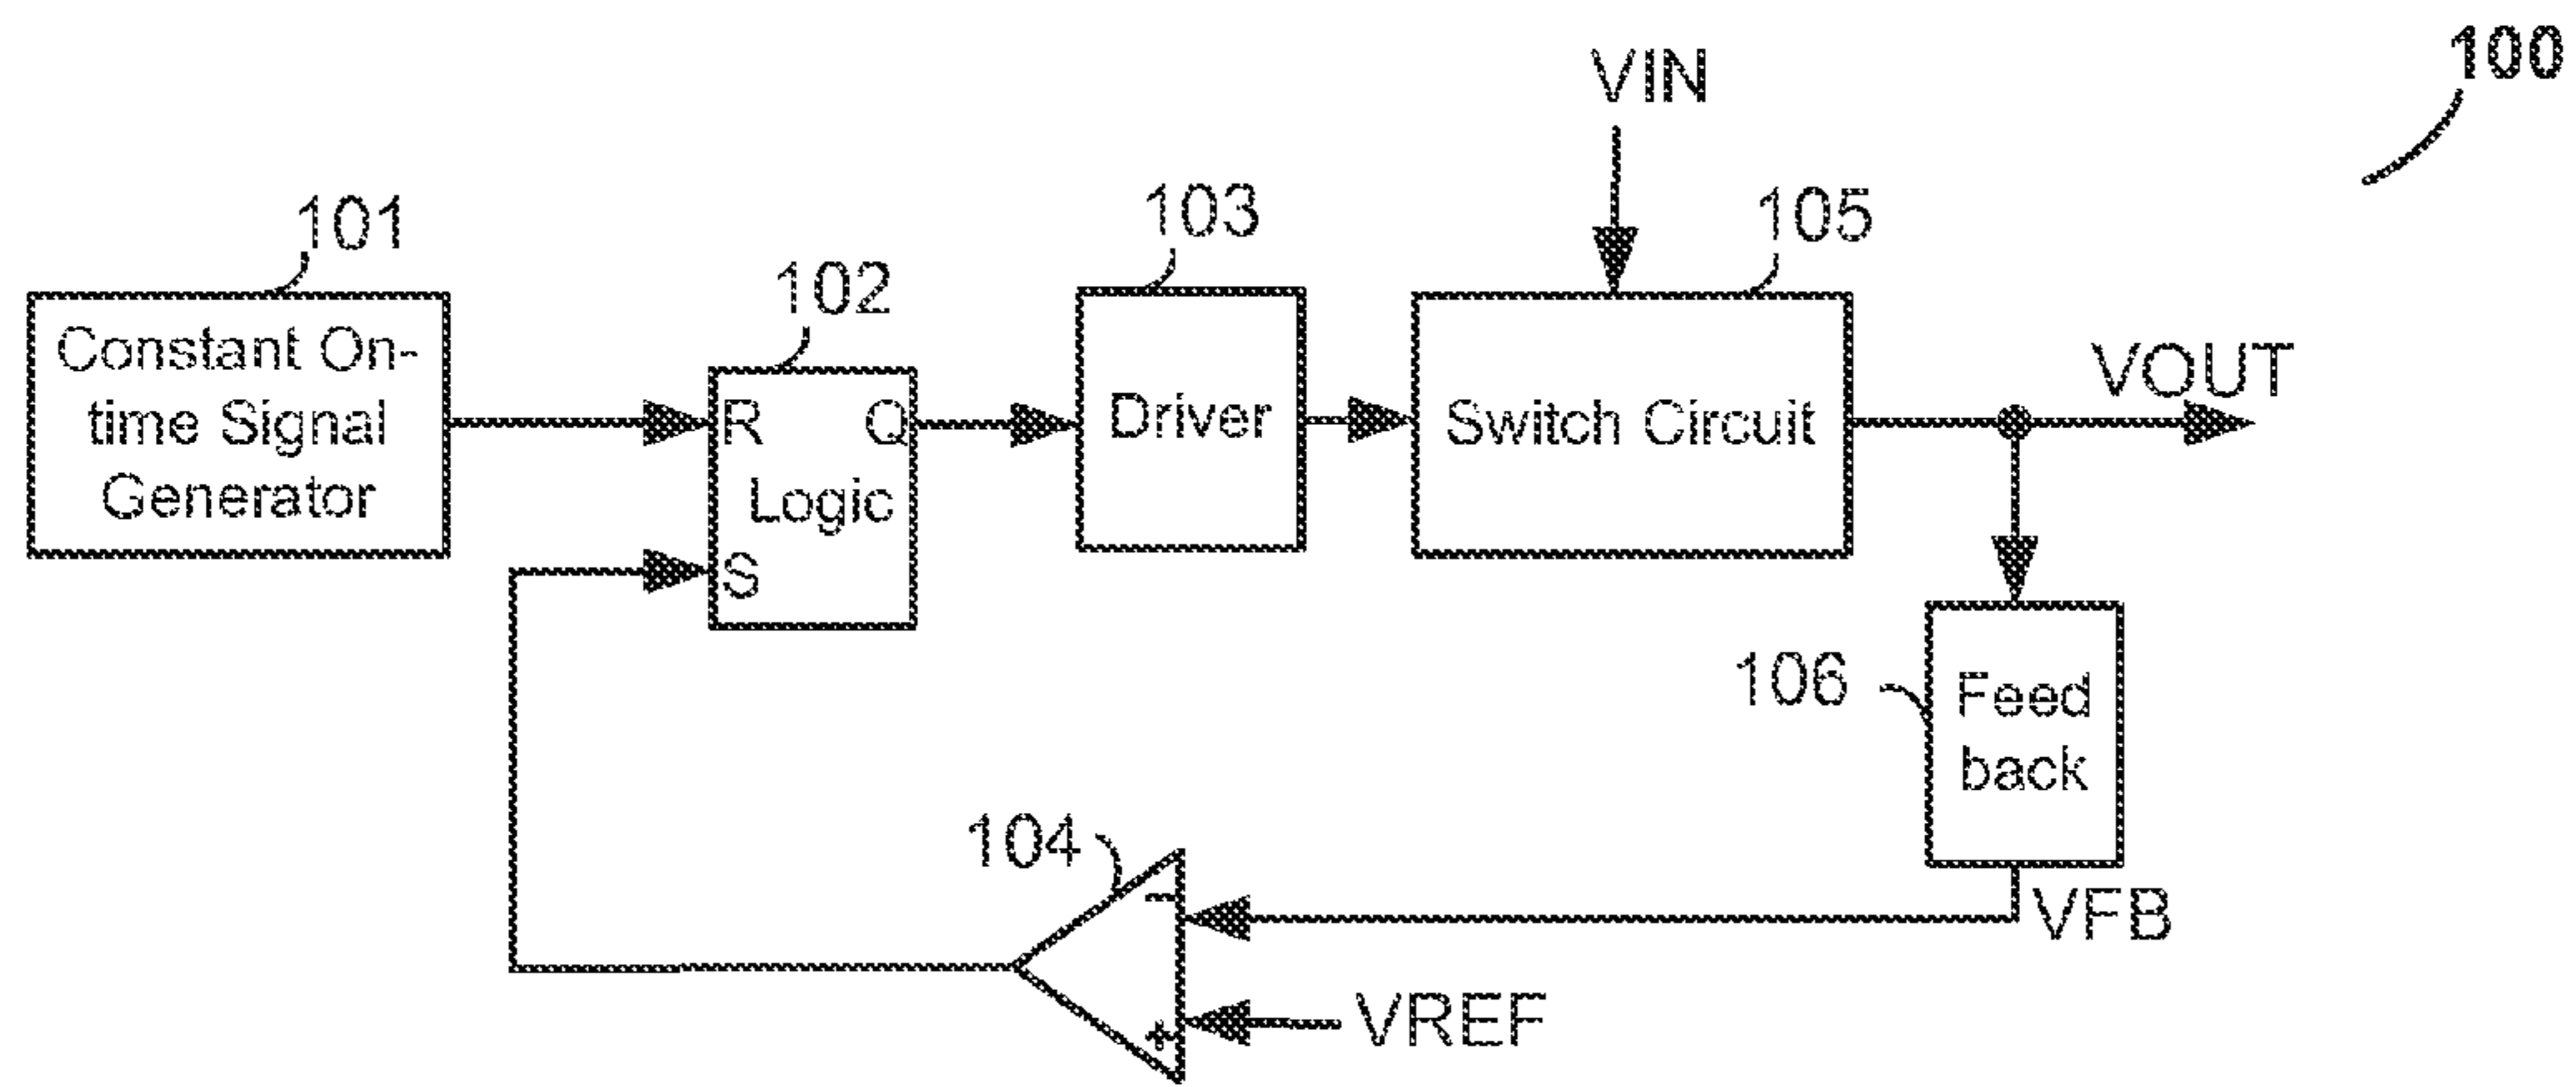 100
VIN
101
102
103
105
Constant On-
time Signal
Generator
R
Q
Logic
S
Driver
Switch Circuit
VOUT
106
Feed
back
104
-
VFB
+
VREF